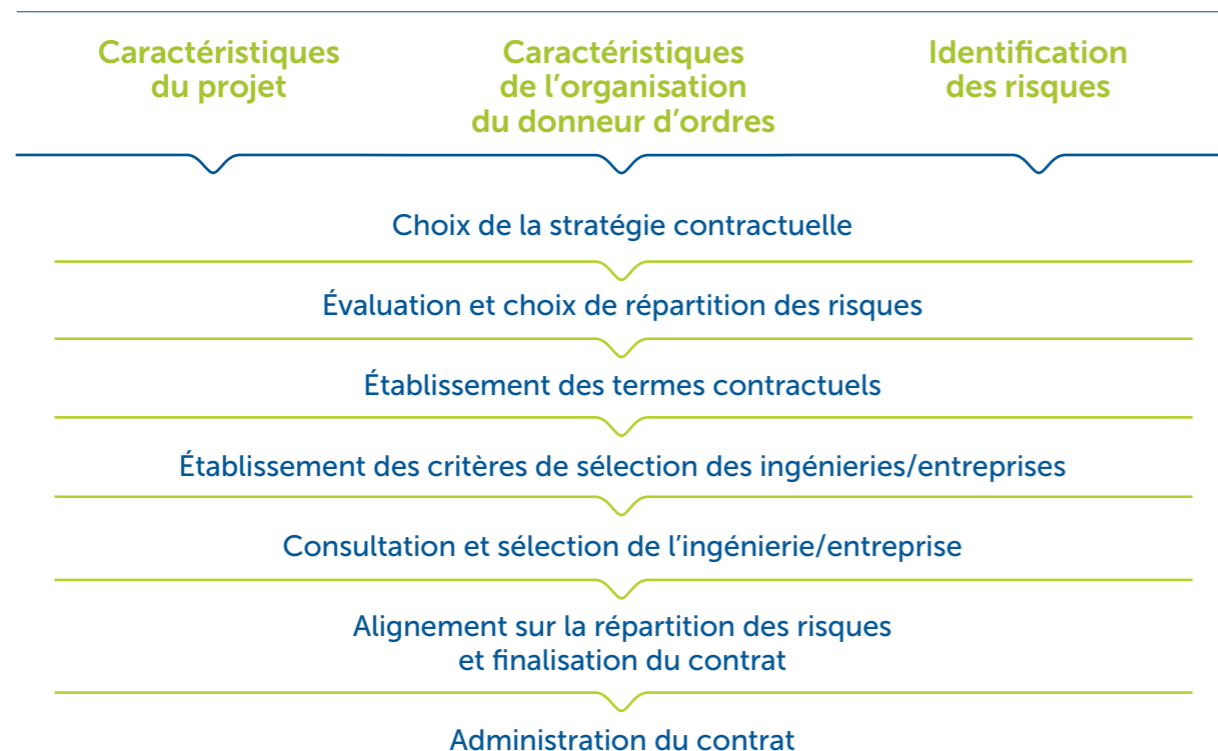 Caractéristiques
du projet
Caractéristiques
de l’organisation
du donneur d’ordres
Identification
des risques
Choix de la stratégie contractuelle
Évaluation et choix de répartition des risques
Établissement des termes contractuels
Établissement des critères de sélection des ingénieries/entreprises
Consultation et sélection de l’ingénierie/entreprise
Alignement sur la répartition des risques
et finalisation du contrat
Administration du contrat